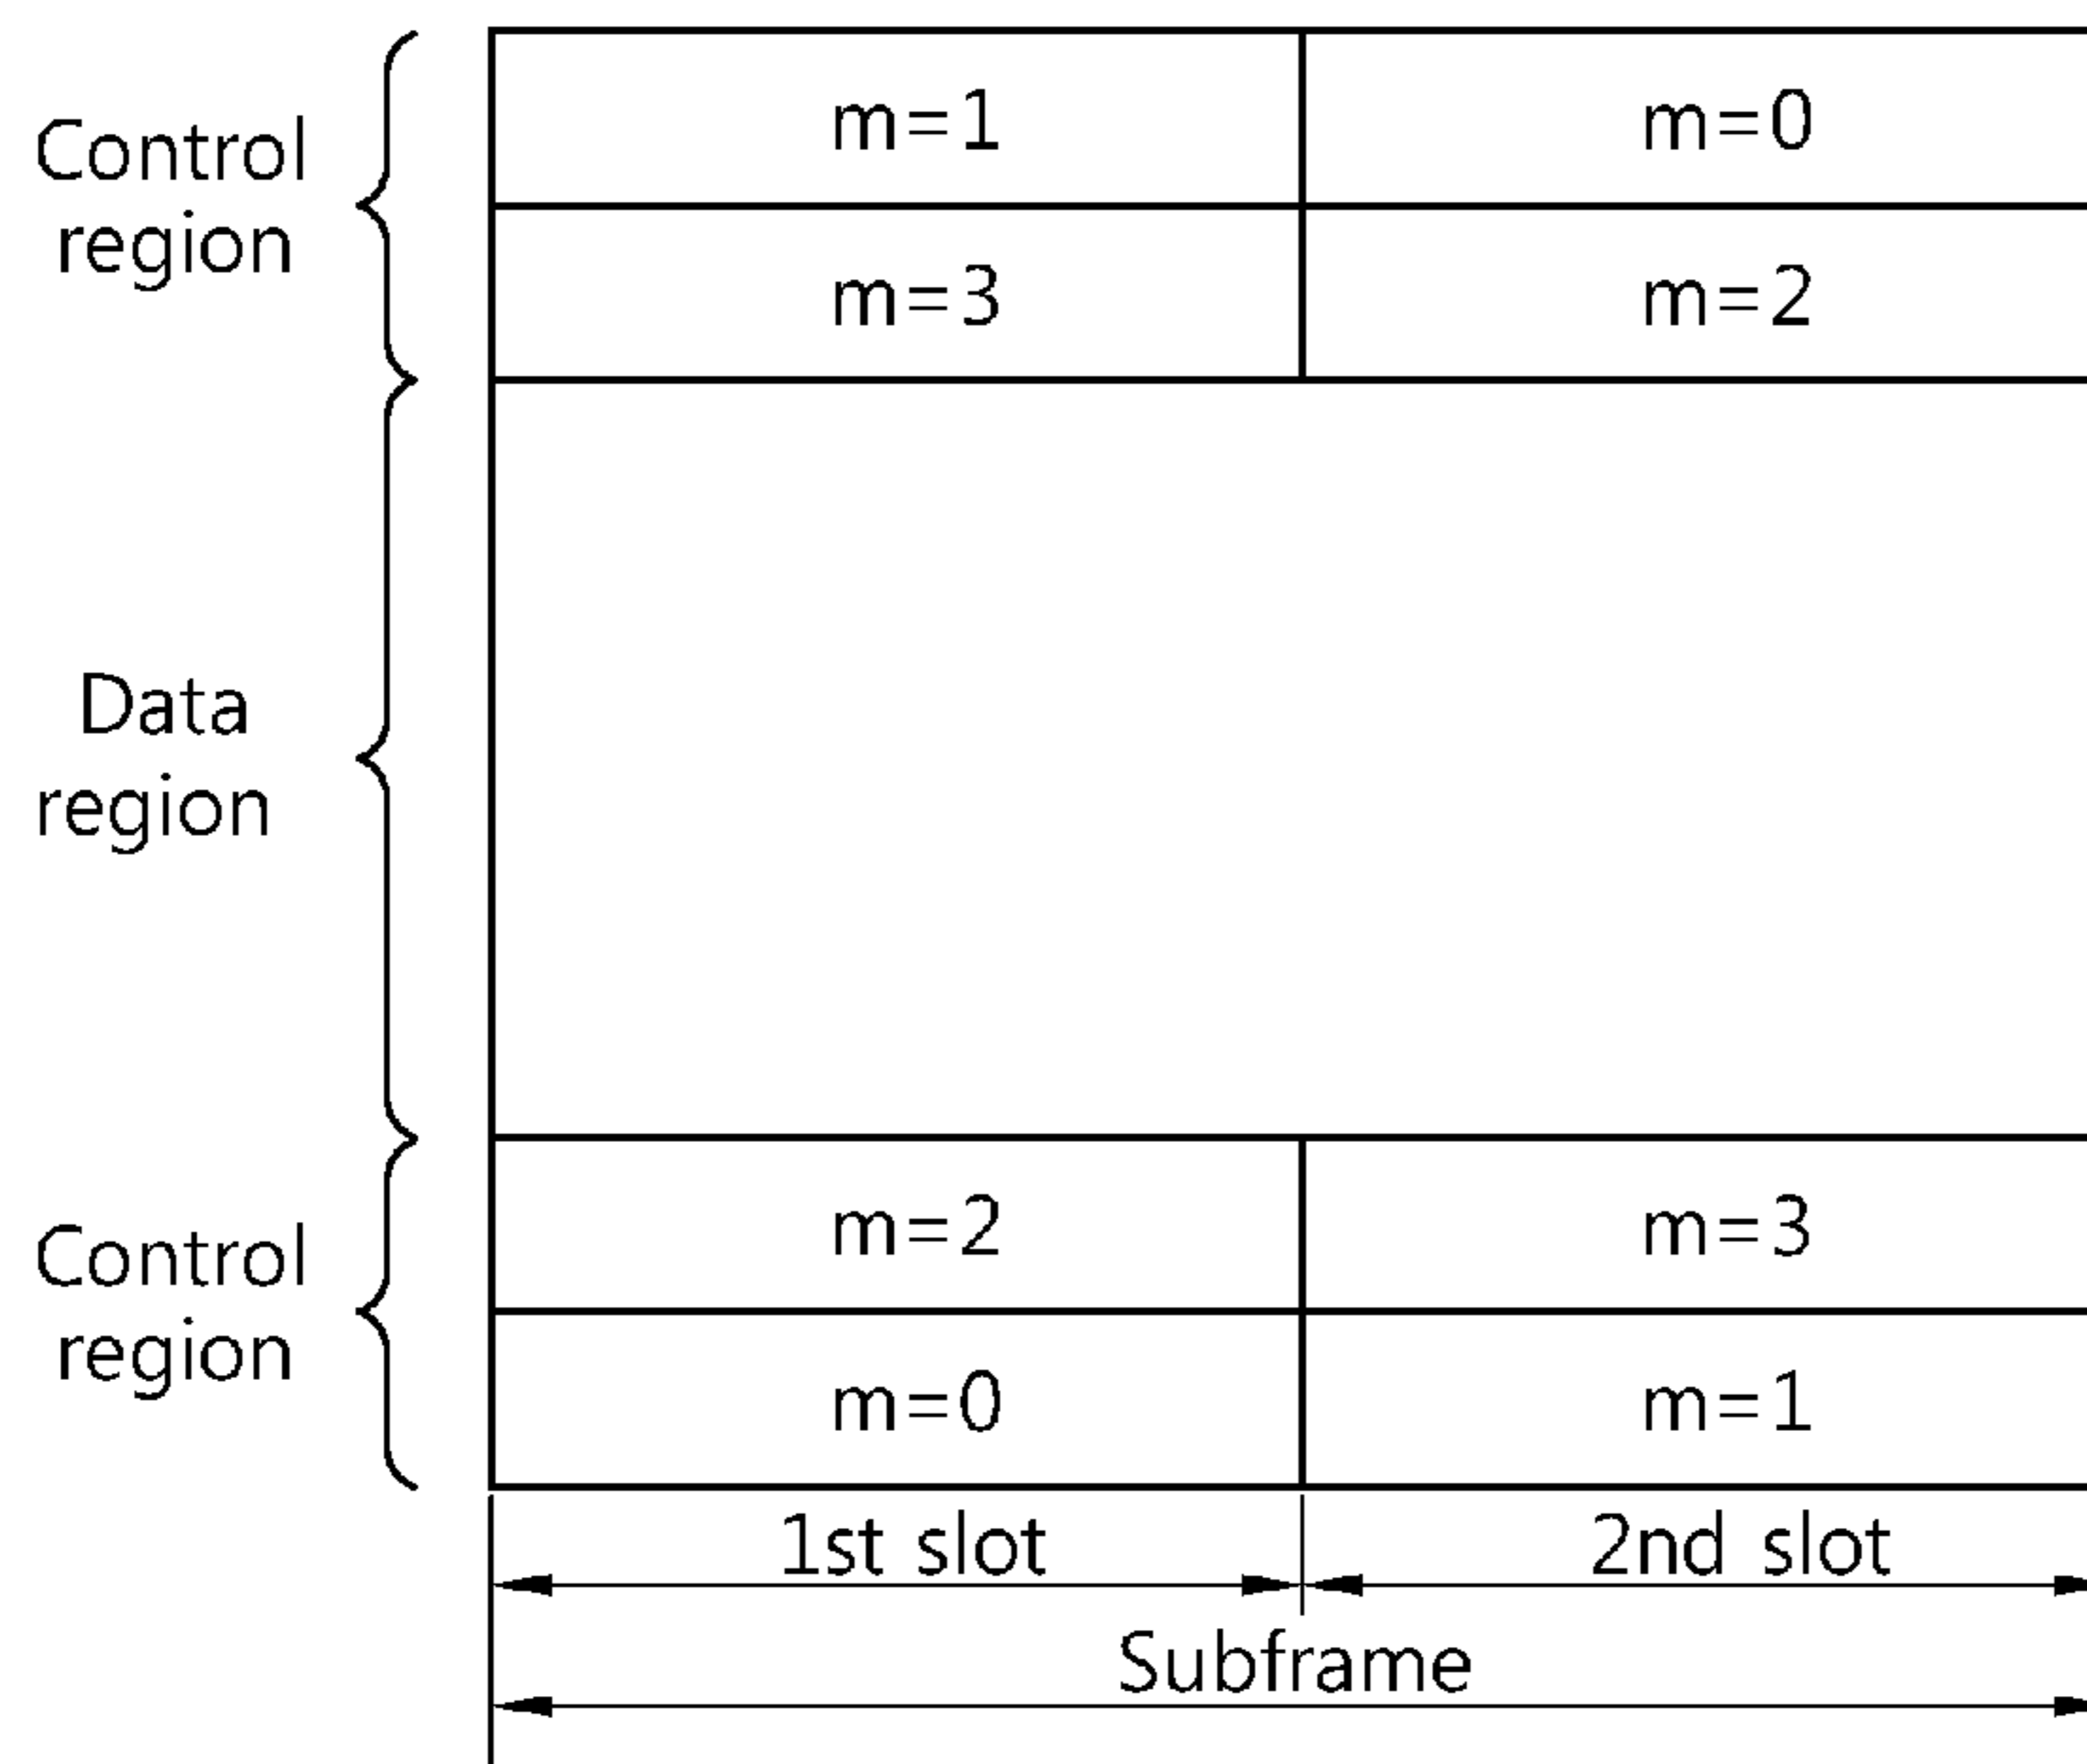 Control
region
m=1
m=0
m=3
m=2
Data
region
Control
region
m=2
m=3
m=0
m=1
1st slot
2nd slot
Subframe